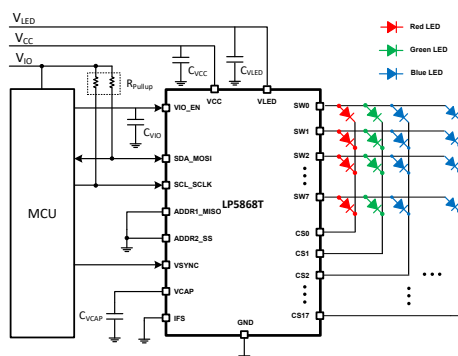 VLED
VCC
VIO
RPullup
CVCC
CVLED
Red LED
Green LED
Blue LED
VCC
VLED
VIO_EN
CVIO
SDA_MOSI
SCL_SCLK
LP5868T
MCU
ADDR1_MISO
ADDR2_SS
VSYNC
VCAP
CVCAP
IFS
GND
SW0
SW1
SW2
SW7
CS0
CS1
CS2
CS17